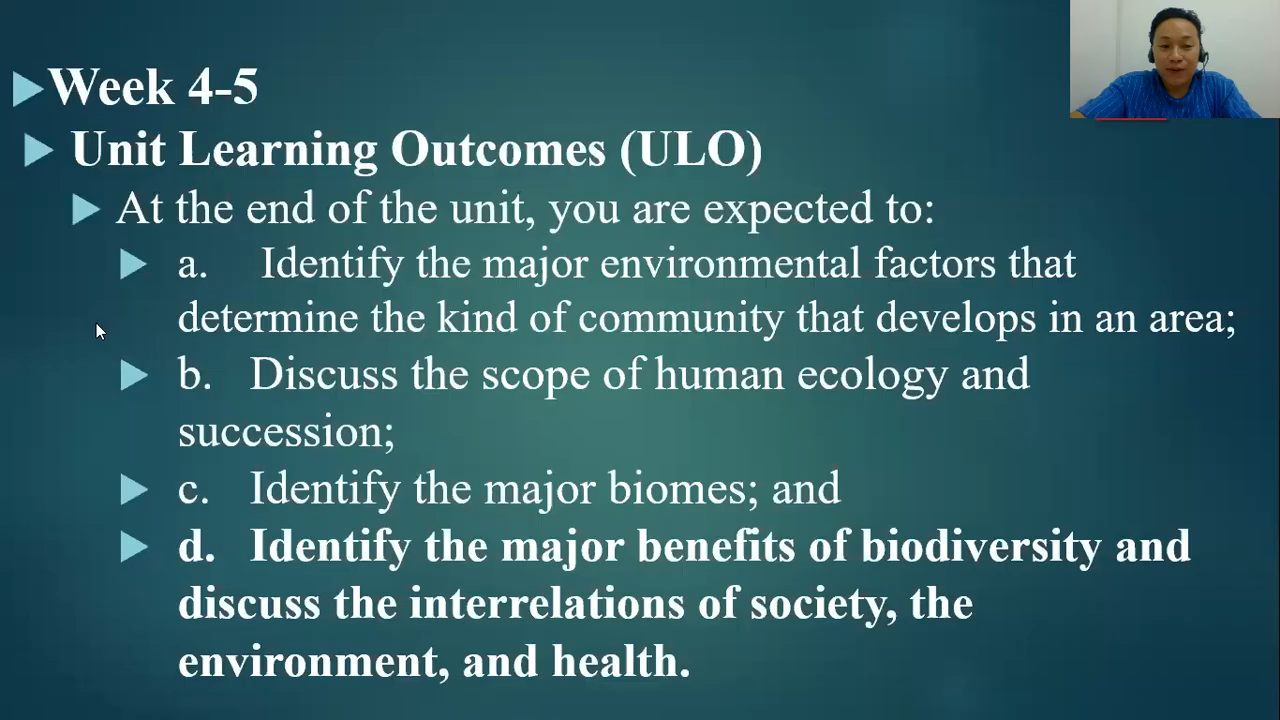 Week 4-5
Unit Learning Outcomes (ULO)
At the end of the unit, you are expected to:
a. Identify the major environmental factors that
determine the kind of community that develops in an area;
b. Discuss the scope of human ecology and
succession;
c. Identify the major biomes; and
d. Identify the major benefits of biodiversity and
discuss the interrelations of society, the
environment, and health.